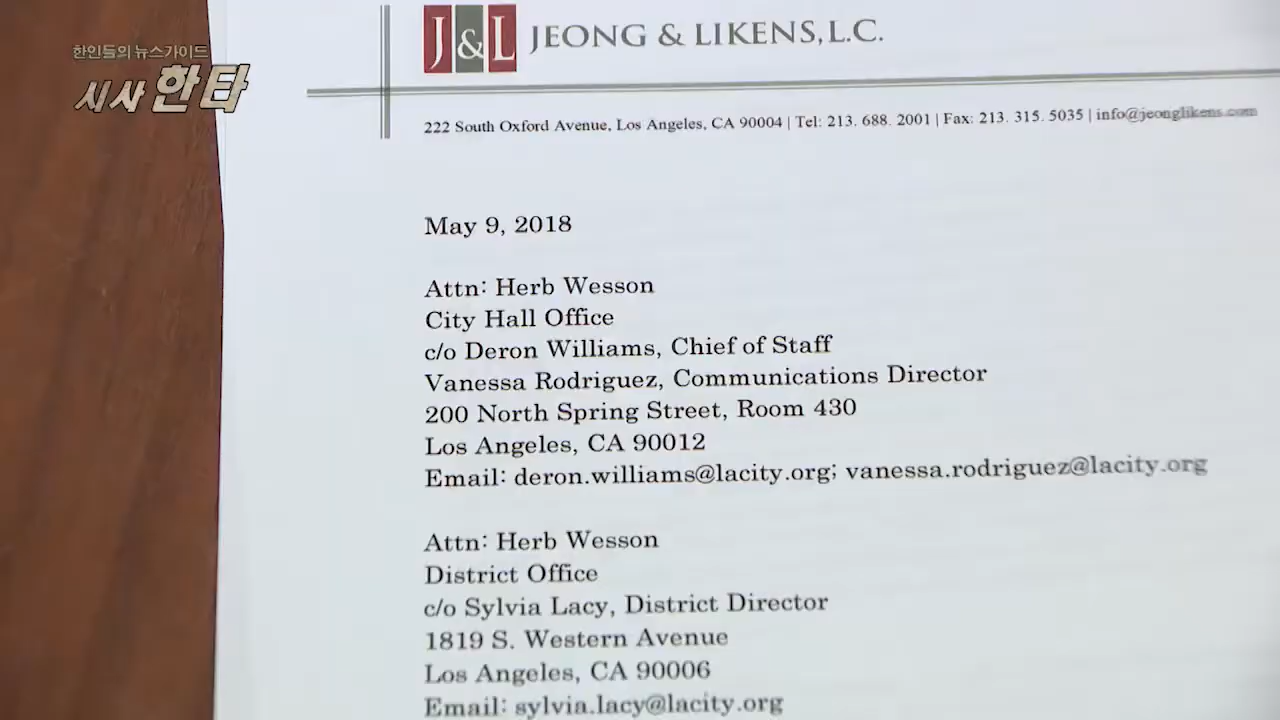 한인들의 뉴스가이드
시사 한타
J&L JEONG & LIKENS, L.C.
222 South Oxford Avenue, Los Angeles, CA 90004 | Tel: 213. 688. 2001 | Fax: 213. 315. 5035 | info@jeonglikens.com
May 9, 2018
Attn: Herb Wesson
City Hall Office
c/o Deron Williams, Chief of Staff
Vanessa Rodriguez, Communications Director
200 North Spring Street, Room 430
Los Angeles, CA 90012
Email: deron.williams@lacity.org; vanessa.rodriguez@lacity.org
Attn: Herb Wesson
District Office
c/o Sylvia Lacy, District Director
1819 S. Western Avenue
Los Angeles, CA 90006
Email: sylvia.lacy@lacity.org